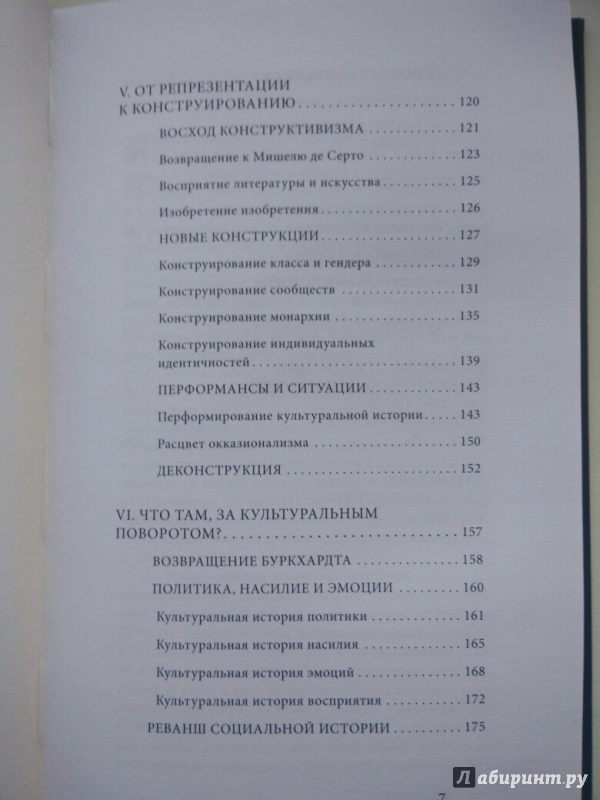 V. ОТ РЕПРЕЗЕНТАЦИИ
К КОНСТРУИРОВАНИЮ . . . . . . . . . . . . . . . . . . . . . . 120
ВОСХОД КОНСТРУКТИВИЗМА . . . . . . . . . . . . 121
Возвращение к Мишелю де Серто . . . . . . . . . . . . 123
Восприятие литературы и искусства . . . . . . . . . . 125
Изобретение изобретения . . . . . . . . . . . . . . . . . . . 126
НОВЫЕ КОНСТРУКЦИИ . . . . . . . . . . . . . . . . . . . 127
Конструирование класса и гендера . . . . . . . . . . . 129
Конструирование сообществ . . . . . . . . . . . . . . . . 131
Конструирование монархии . . . . . . . . . . . . . . . . . 135
Конструирование индивидуальных
идентичностей . . . . . . . . . . . . . . . . . . . . . . . . . . . . 139
ПЕРФОРМАНСЫ И СИТУАЦИИ . . . . . . . . . . . . 143
Перформирование культуральной истории . . . . . 143
Расцвет окказионализма . . . . . . . . . . . . . . . . . . . . 150
ДЕКОНСТРУКЦИЯ . . . . . . . . . . . . . . . . . . . . . . . . 152
VI. ЧТО ТАМ, ЗА КУЛЬТУРАЛЬНЫМ
ПОВОРОТОМ? . . . . . . . . . . . . . . . . . . . . . . . . . . . . . 157
ВОЗВРАЩЕНИЕ БУРКХАРДТА . . . . . . . . . . . . . . 158
ПОЛИТИКА, НАСИЛИЕ И ЭМОЦИИ . . . . . . . . 160
Культуральная история политики . . . . . . . . . . . . 161
Культуральная история насилия . . . . . . . . . . . . . 165
Культуральная история эмоций . . . . . . . . . . . . . . 168
Культуральная история восприятия . . . . . . . . . . 172
РЕВАНШ СОЦИАЛЬНОЙ ИСТОРИИ . . . . . . . . . 175
7
Лабиринт.ру